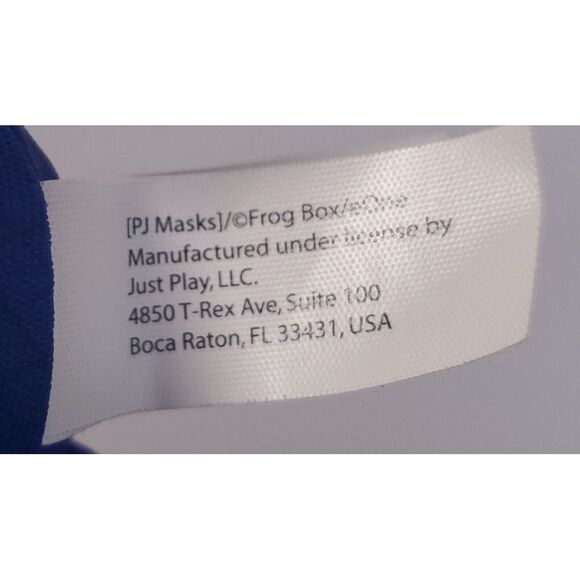 [PJ Masks]/©Frog Box/eOne
Manufactured under license by
Just Play, LLC.
4850 T-Rex Ave, Suite 100
Boca Raton, FL 33431, USA